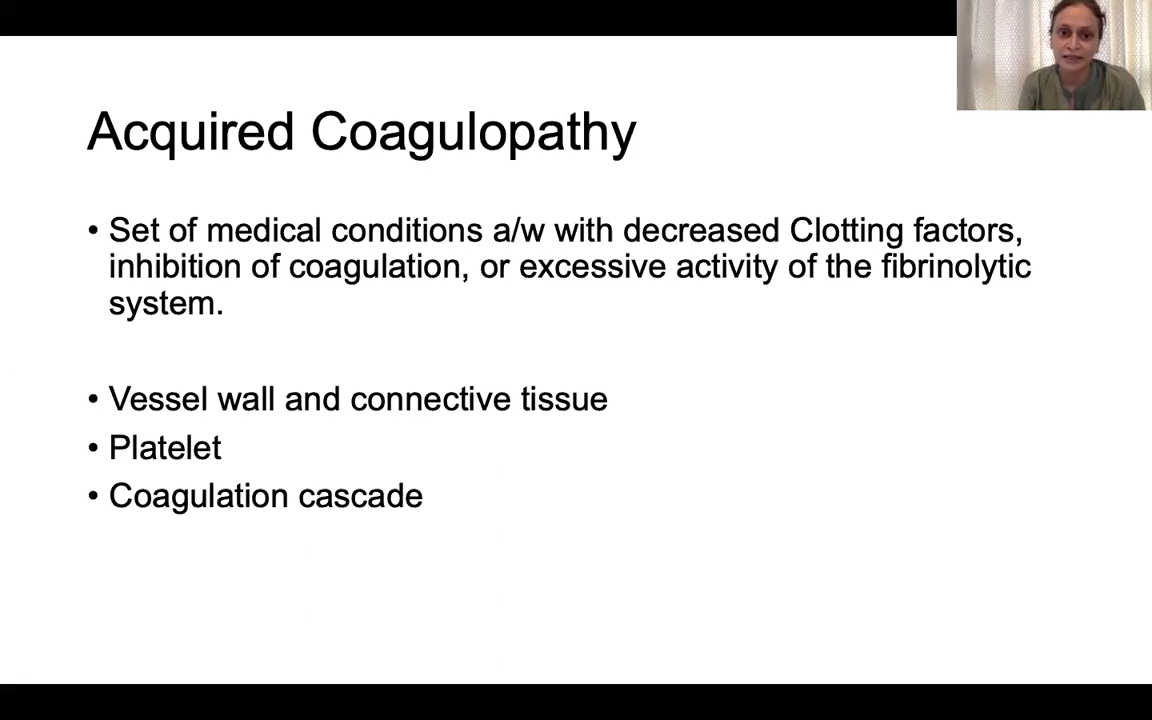 Acquired Coagulopathy
• Set of medical conditions a/w with decreased Clotting factors,
inhibition of coagulation, or excessive activity of the fibrinolytic
system.
• Vessel wall and connective tissue
• Platelet
• Coagulation cascade